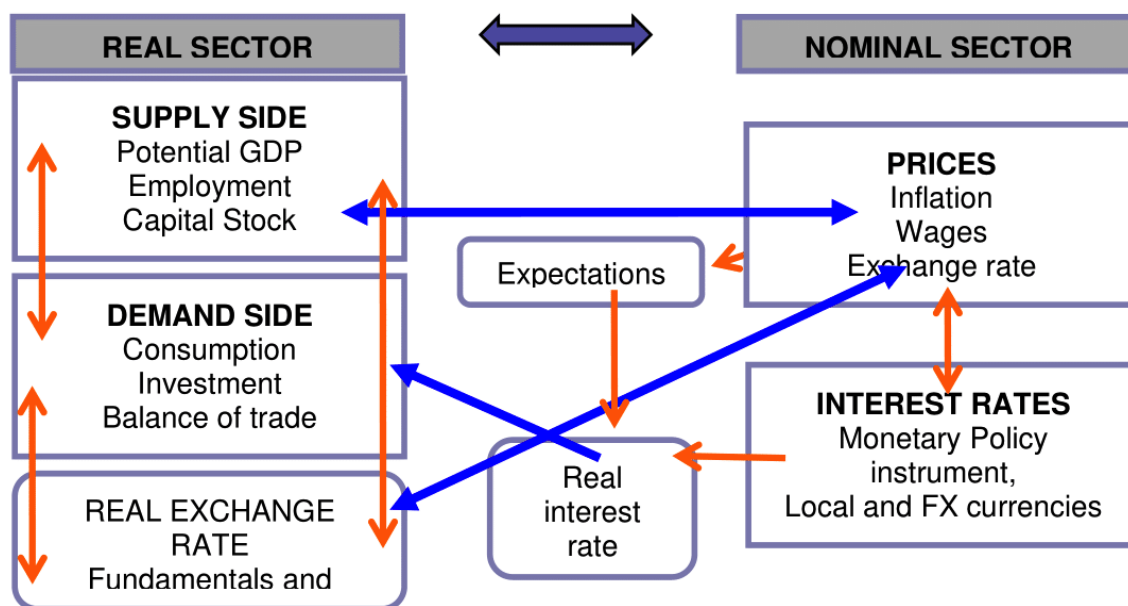 REAL SECTOR
NOMINAL SECTOR
SUPPLY SIDE
Potential GDP
Employment
Capital Stock
PRICES
Inflation
Wages
Exchange rate
Expectations
DEMAND SIDE
Consumption
Investment
Balance of trade
INTEREST RATES
Monetary Policy
instrument,
Local and FX currencies
Real
interest
rate
REAL EXCHANGE
RATE
Fundamentals and